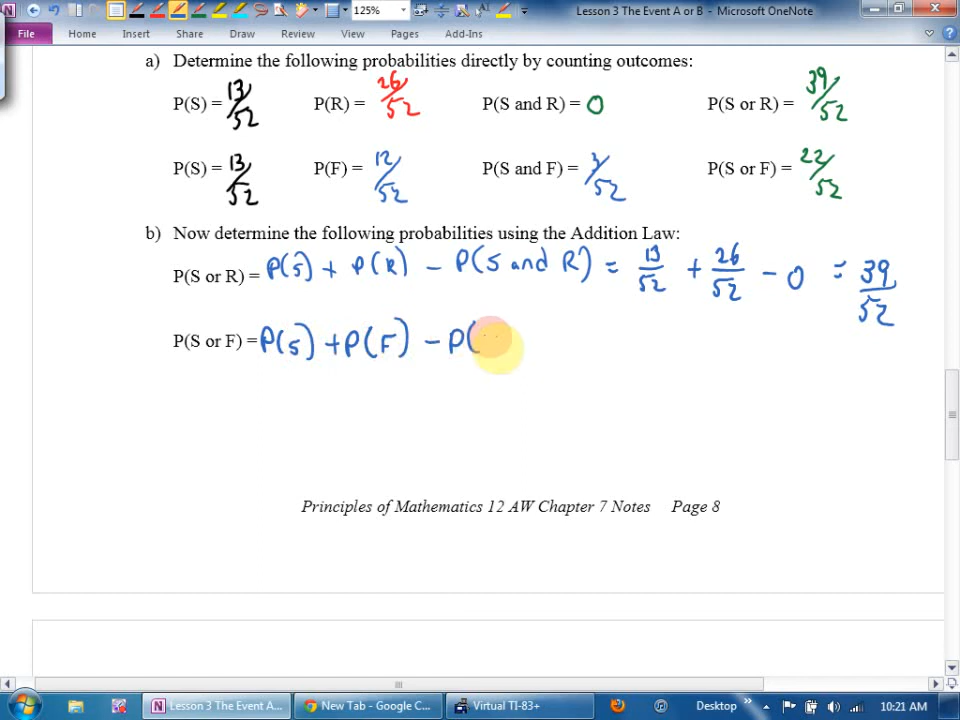 Lesson 3 The Event A or B - Microsoft OneNote
125%
File Home Insert Share Draw Review View Pages Add-Ins
a) Determine the following probabilities directly by counting outcomes:
P(S) = 13/52 P(R) = 26/52 P(S and R) = 0 P(S or R) = 39/52
P(S) = 13/52 P(F) = 12/52 P(S and F) = 3/52 P(S or F) = 22/52
b) Now determine the following probabilities using the Addition Law:
P(S or R) = P(S) + P(R) - P(S and R) = 13/52 + 26/52 - 0 = 39/52
P(S or F) = P(S) + P(F) - P(
Principles of Mathematics 12 AW Chapter 7 Notes Page 8
Lesson 3 The Event A... New Tab - Google C... Virtual TI-83+ Desktop 10:21 AM